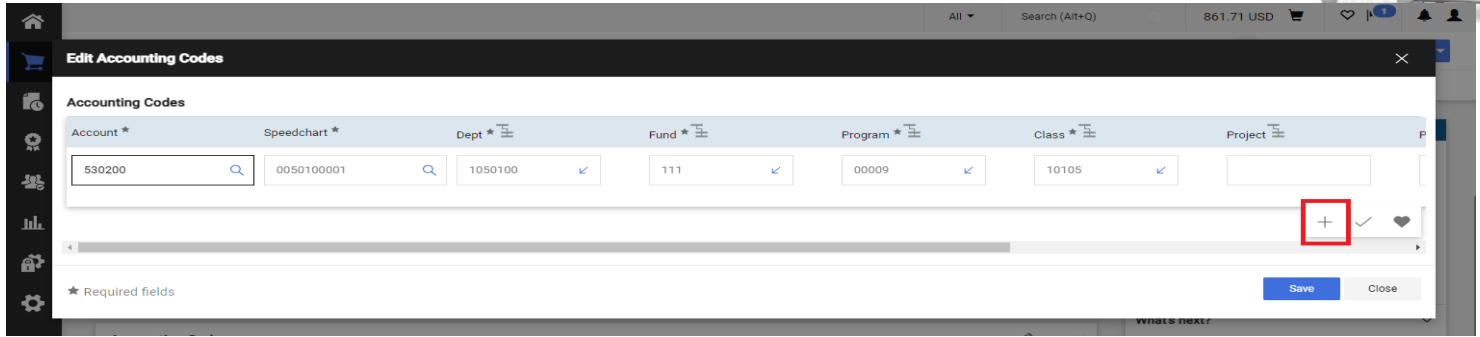 All Search (Alt+Q) 861.71 USD 1
Edit Accounting Codes
Accounting Codes
Account ★ Speedchart ★ Dept ★ Fund ★ Program ★ Class ★ Project P
530200 0050100001 1050100 111 00009 10105
★ Required fields Save Close
What's next?